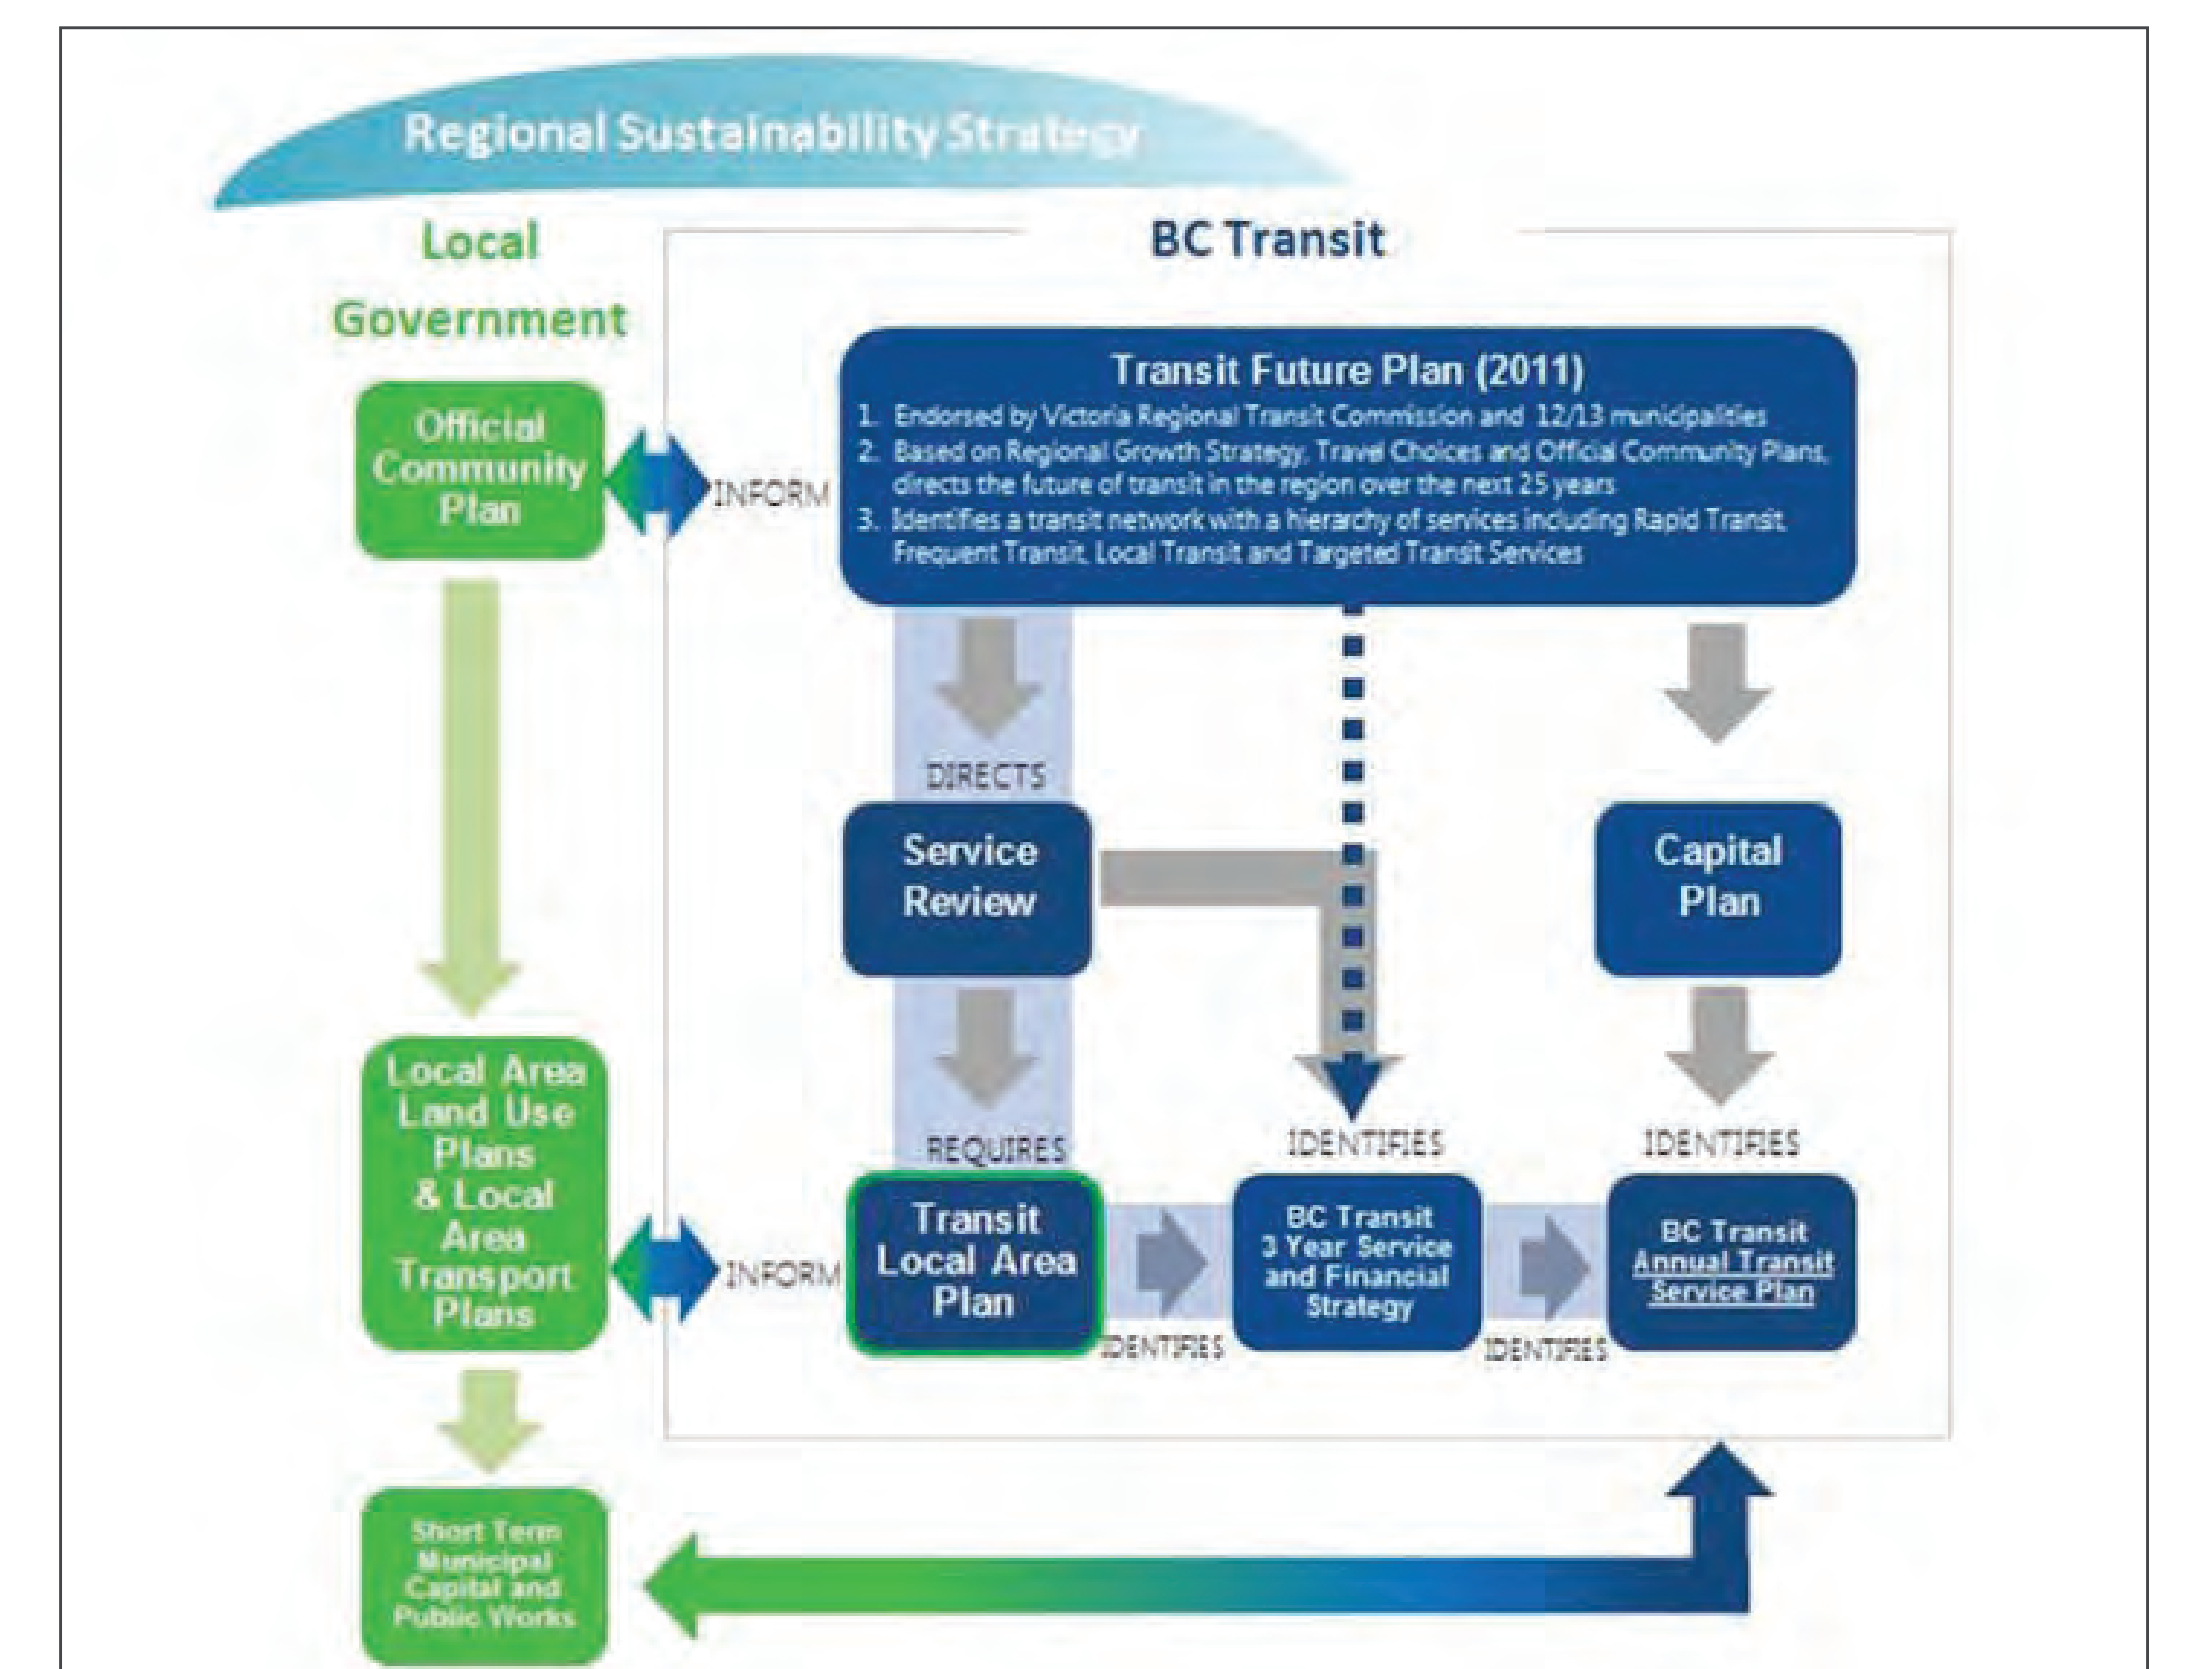 Regional Sustainability Strategy
Local
Government
BC Transit
Official
Community
Plan
INFORM
Transit Future Plan (2011)
1. Endorsed by Victoria Regional Transit Commission and 12/13 municipalities
2. Based on Regional Growth Strategy, Travel Choices and Official Community Plans,
directs the future of transit in the region over the next 25 years
3. Identifies a transit network with a hierarchy of services including Rapid Transit,
Frequent Transit, Local Transit and Targeted Transit Services
DIRECTS
Service
Review
Capital
Plan
REQUIRES
IDENTIFIES
IDENTIFIES
Local Area
Land Use
Plans
& Local
Area
Transport
Plans
INFORM
Transit
Local Area
Plan
IDENTIFIES
BC Transit
3 Year Service
and Financial
Strategy
IDENTIFIES
BC Transit
Annual Transit
Service Plan
Short Term
Municipal
Capital and
Public Works